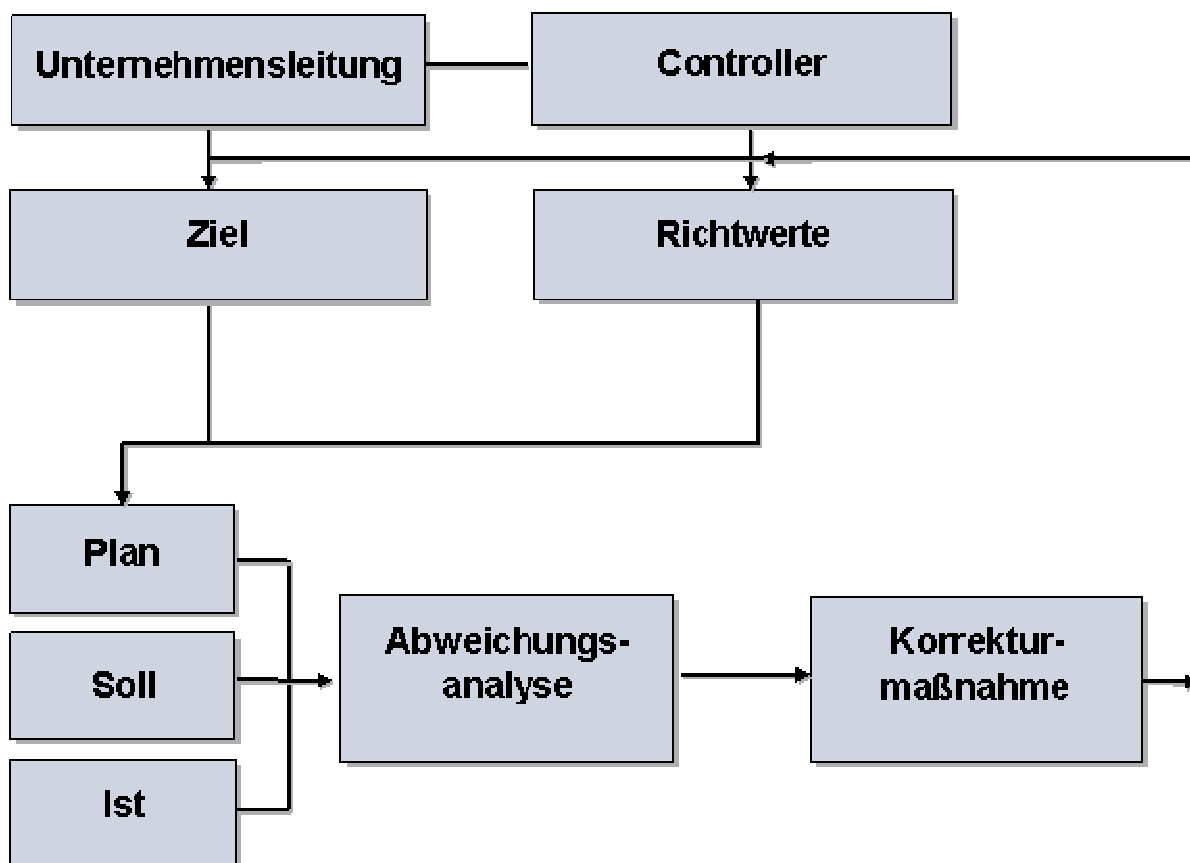 Unternehmensleitung
Controller
Ziel
Richtwerte
Plan
Soll
Ist
Abweichungs-
analyse
Korrektur-
maßnahme